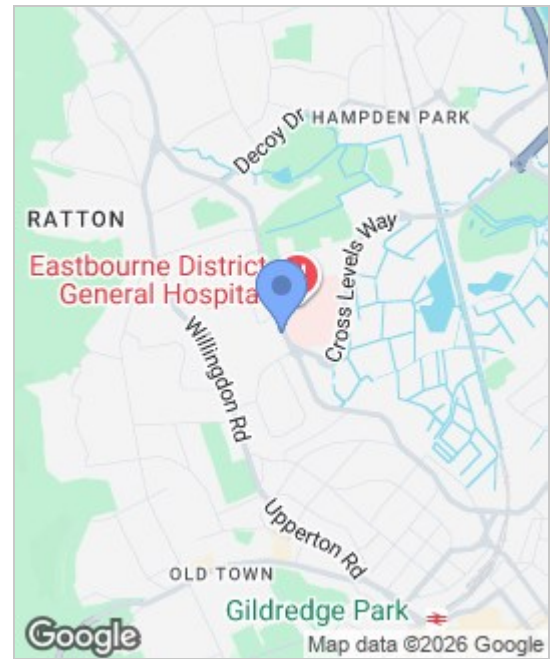 HAMPDEN PARK
Decoy Dr
RATTON
Cross Levels Way
Eastbourne District
General Hospital
Willingdon Rd
Upperton Rd
OLD TOWN
Gildredge Park
Google
Map data ©2026 Google